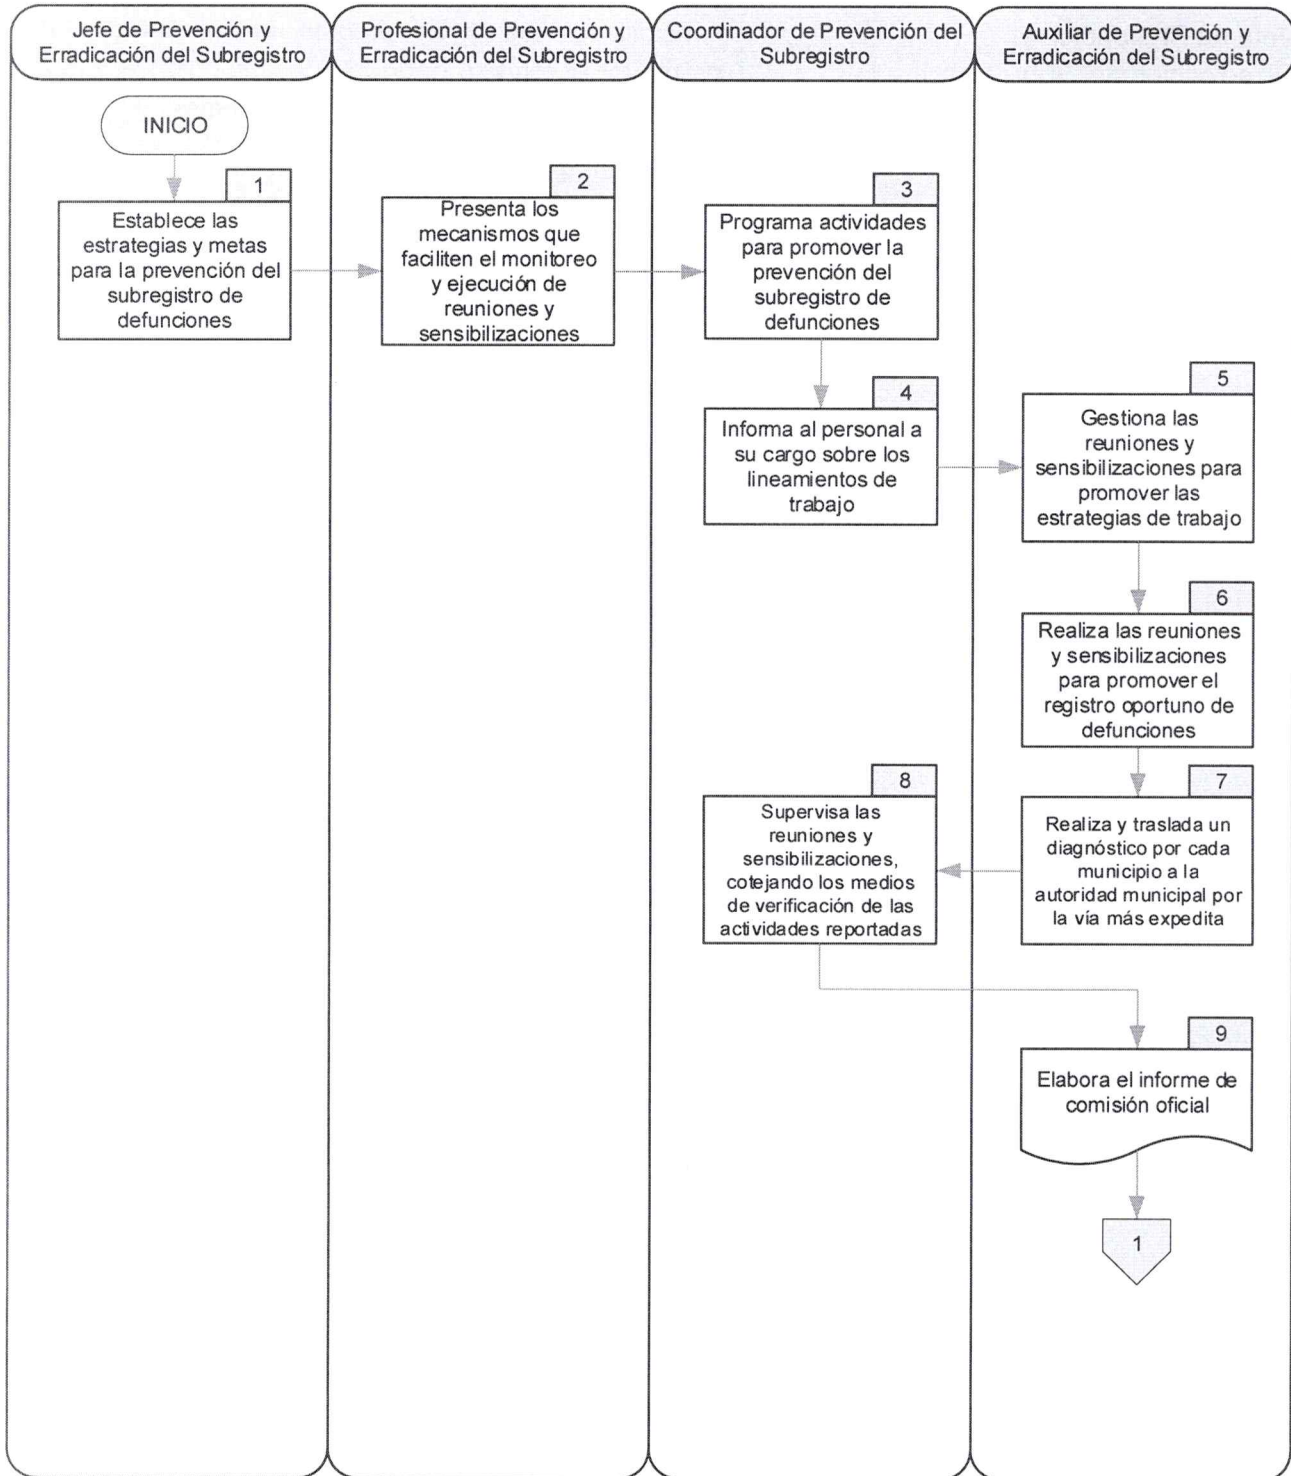 Jefe de Prevención y
Erradicación del Subregistro
Profesional de Prevención y
Erradicación del Subregistro
Coordinador de Prevención del
Subregistro
Auxiliar de Prevención y
Erradicación del Subregistro
INICIO
1
Establece las
estrategias y metas
para la prevención del
subregistro de
defunciones
2
Presenta los
mecanismos que
faciliten el monitoreo
y ejecución de
reuniones y
sensibilizaciones
3
Programa actividades
para promover la
prevención del
subregistro de
defunciones
4
Informa al personal a
su cargo sobre los
lineamientos de
trabajo
5
Gestiona las
reuniones y
sensibilizaciones para
promover las
estrategias de trabajo
6
Realiza las reuniones
y sensibilizaciones
para promover el
registro oportuno de
defunciones
7
Realiza y traslada un
diagnóstico por cada
municipio a la
autoridad municipal por
la vía más expedita
8
Supervisa las
reuniones y
sensibilizaciones,
cotejando los medios
de verificación de las
actividades reportadas
9
Elabora el informe de
comisión oficial
1